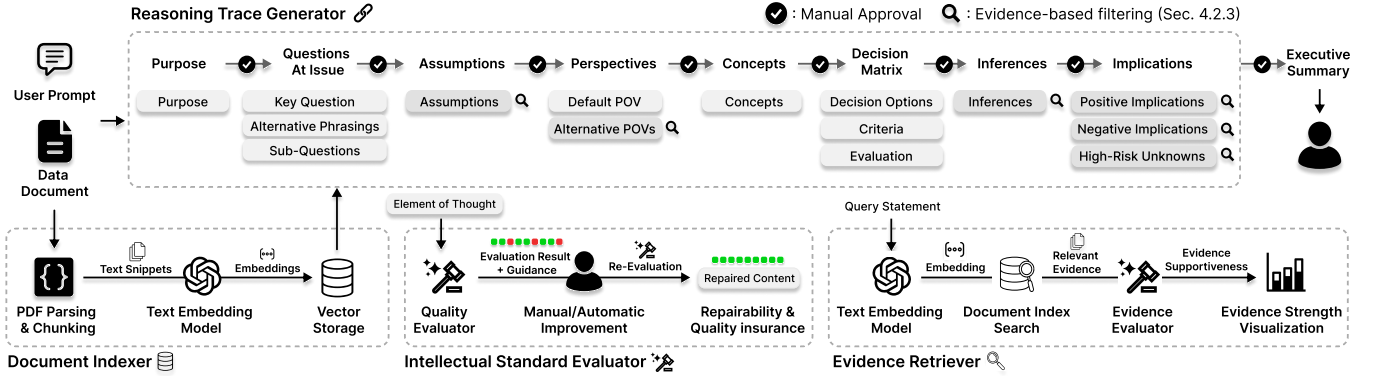 Reasoning Trace Generator
: Manual Approval
: Evidence-based filtering (Sec. 4.2.3)
User Prompt
Data
Document
Purpose
Questions
At Issue
Assumptions
Perspectives
Concepts
Decision
Matrix
Inferences
Implications
Executive
Summary
Purpose
Key Question
Alternative Phrasings
Sub-Questions
Assumptions
Default POV
Alternative POVs
Concepts
Decision Options
Criteria
Evaluation
Inferences
Positive Implications
Negative Implications
High-Risk Unknowns
{}
Text Snippets
{...}
Embeddings
PDF Parsing
& Chunking
Text Embedding
Model
Vector
Storage
Document Indexer
Element of Thought
Evaluation Result
+ Guidance
Re-Evaluation
Repaired Content
Quality
Evaluator
Manual/Automatic
Improvement
Repairability &
Quality insurance
Intellectual Standard Evaluator
Query Statement
{...}
Embedding
Relevant
Evidence
Evidence
Supportiveness
Text Embedding
Model
Document Index
Search
Evidence
Evaluator
Evidence Strength
Visualization
Evidence Retriever